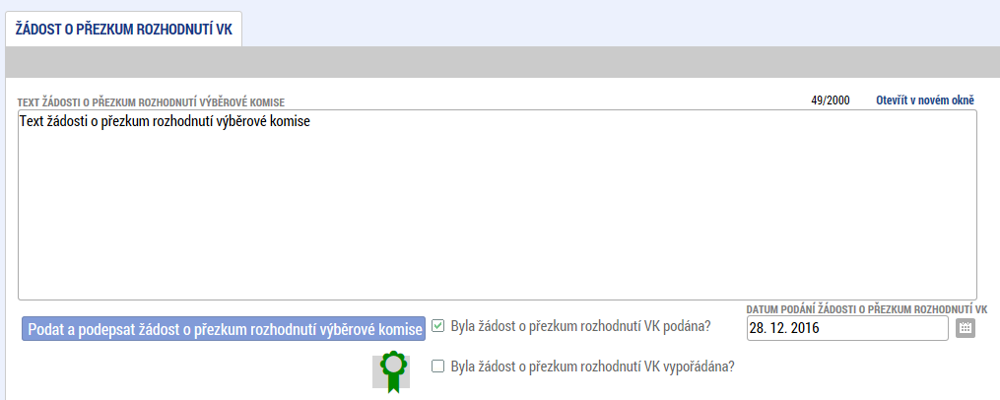 ŽÁDOST O PŘEZKUM ROZHODNUTÍ VK
TEXT ŽÁDOSTI O PŘEZKUM ROZHODNUTÍ VÝBĚROVÉ KOMISE 49/2000 Otevřít v novém okně
Text žádosti o přezkum rozhodnutí výběrové komise
DATUM PODÁNÍ ŽÁDOSTI O PŘEZKUM ROZHODNUTÍ VK
Podat a podepsat žádost o přezkum rozhodnutí výběrové komise Byla žádost o přezkum rozhodnutí VK podána? 28. 12. 2016
Byla žádost o přezkum rozhodnutí VK vypořádána?